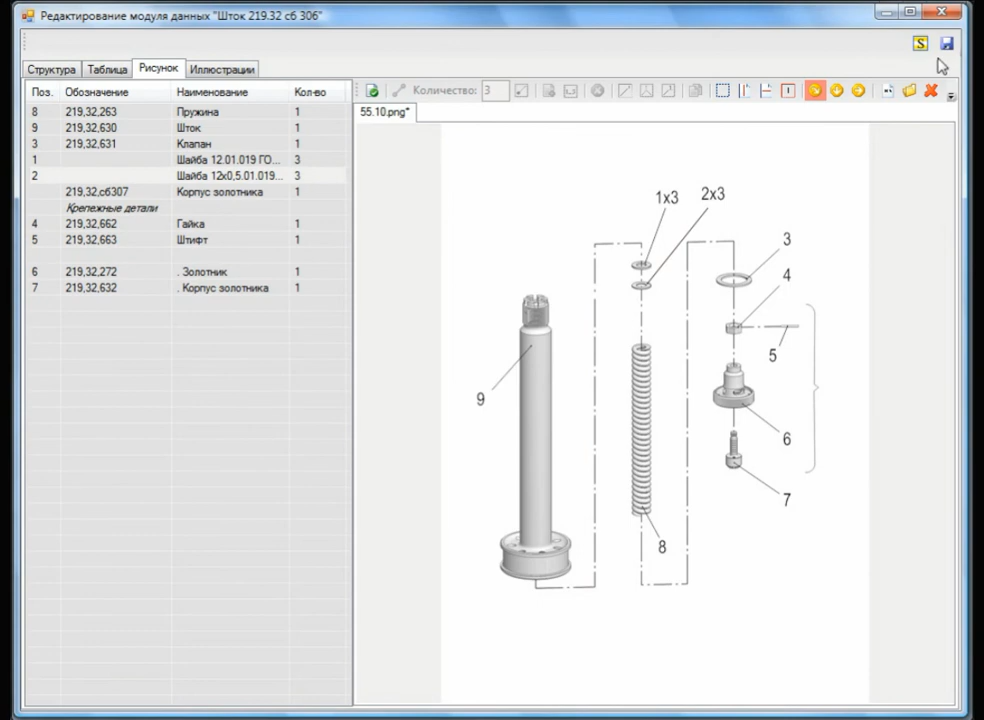 Редактирование модуля данных "Шток 219.32 сб 306"
S
Структура Таблица Рисунок Иллюстрации
Поз. Обозначение Наименование Кол-во
8 219,32,263 Пружина 1
9 219,32,630 Шток 1
3 219,32,631 Клапан 1
1 Шайба 12.01.019 ГО... 3
2 Шайба 12x0,5.01.019... 3
219,32,сб307 Корпус золотника 1
Крепежные детали
4 219,32,662 Гайка 1
5 219,32,663 Штифт 1
6 219,32,272 . Золотник 1
7 219,32,632 . Корпус золотника 1
Количество: 3
55.10.png*
1x3 2x3
3
4
5
9
6
7
8